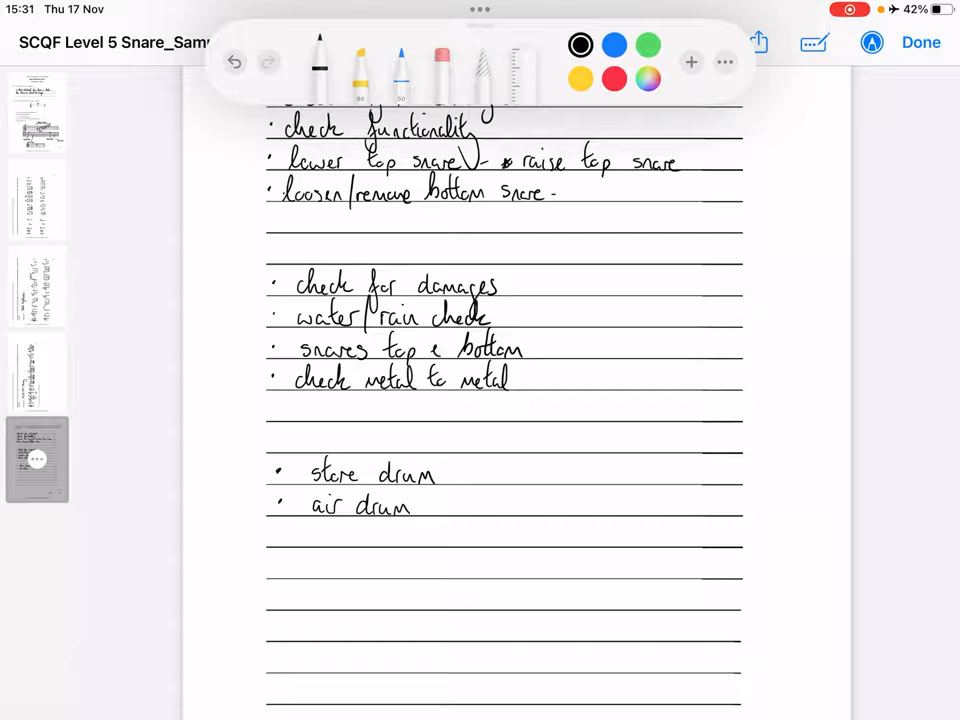 15:31 Thu 17 Nov
42%
SCQF Level 5 Snare_Sam
Done
80
50
• check functionality
• lower top snare - raise top snare
• loosen/remove bottom snare -
• check for damages
• water/rain check
• snares top & bottom
• check metal to metal
• store drum
• air drum